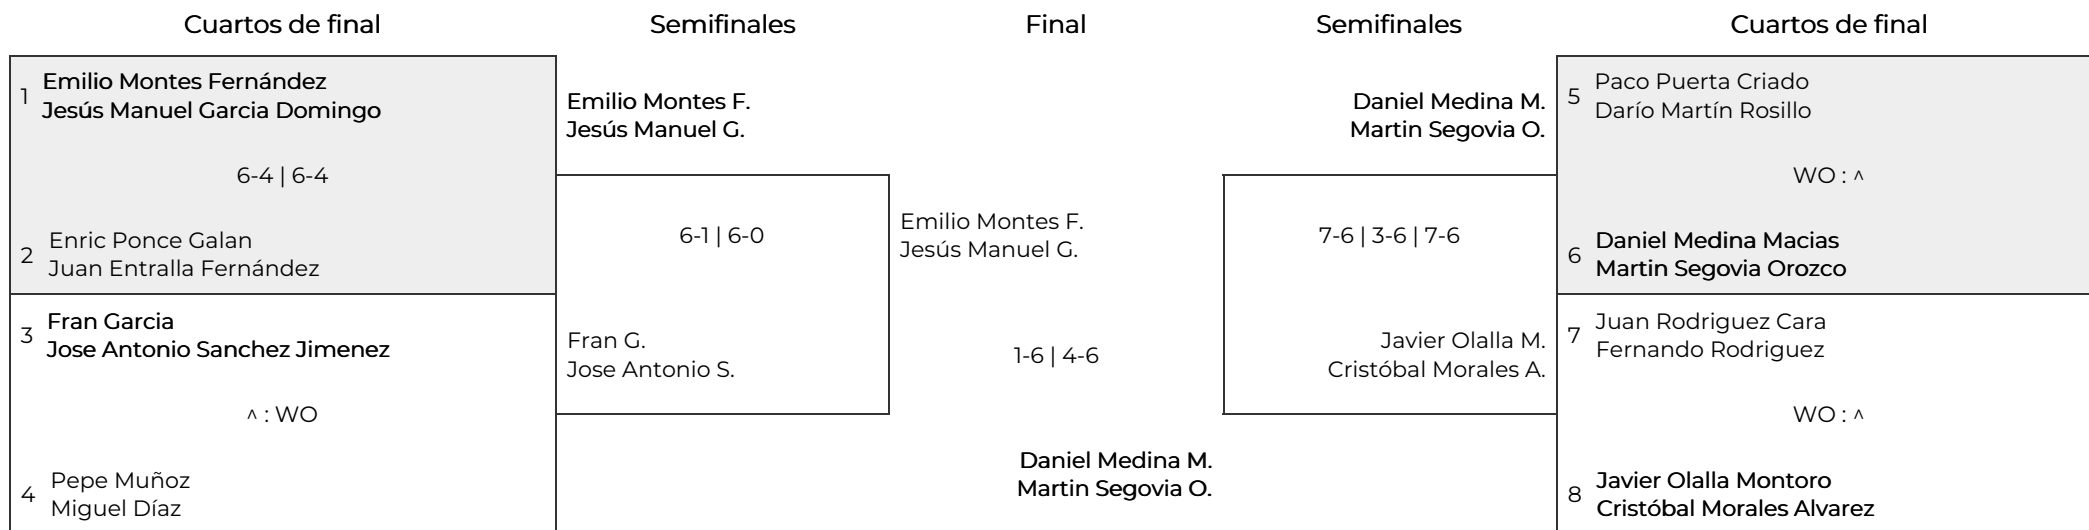 Cuartos de final
Semifinales
Final
Semifinales
Cuartos de final
1
Emilio Montes Fernández
Jesús Manuel Garcia Domingo
6-4 | 6-4
2
Enric Ponce Galan
Juan Entralla Fernández
3
Fran Garcia
Jose Antonio Sanchez Jimenez
^ : WO
4
Pepe Muñoz
Miguel Díaz
Emilio Montes F.
Jesús Manuel G.
6-1 | 6-0
Fran G.
Jose Antonio S.
Emilio Montes F.
Jesús Manuel G.
1-6 | 4-6
Daniel Medina M.
Martin Segovia O.
Daniel Medina M.
Martin Segovia O.
7-6 | 3-6 | 7-6
Javier Olalla M.
Cristóbal Morales A.
5
Paco Puerta Criado
Darío Martín Rosillo
WO : ^
6
Daniel Medina Macias
Martin Segovia Orozco
7
Juan Rodriguez Cara
Fernando Rodriguez
WO : ^
8
Javier Olalla Montoro
Cristóbal Morales Alvarez